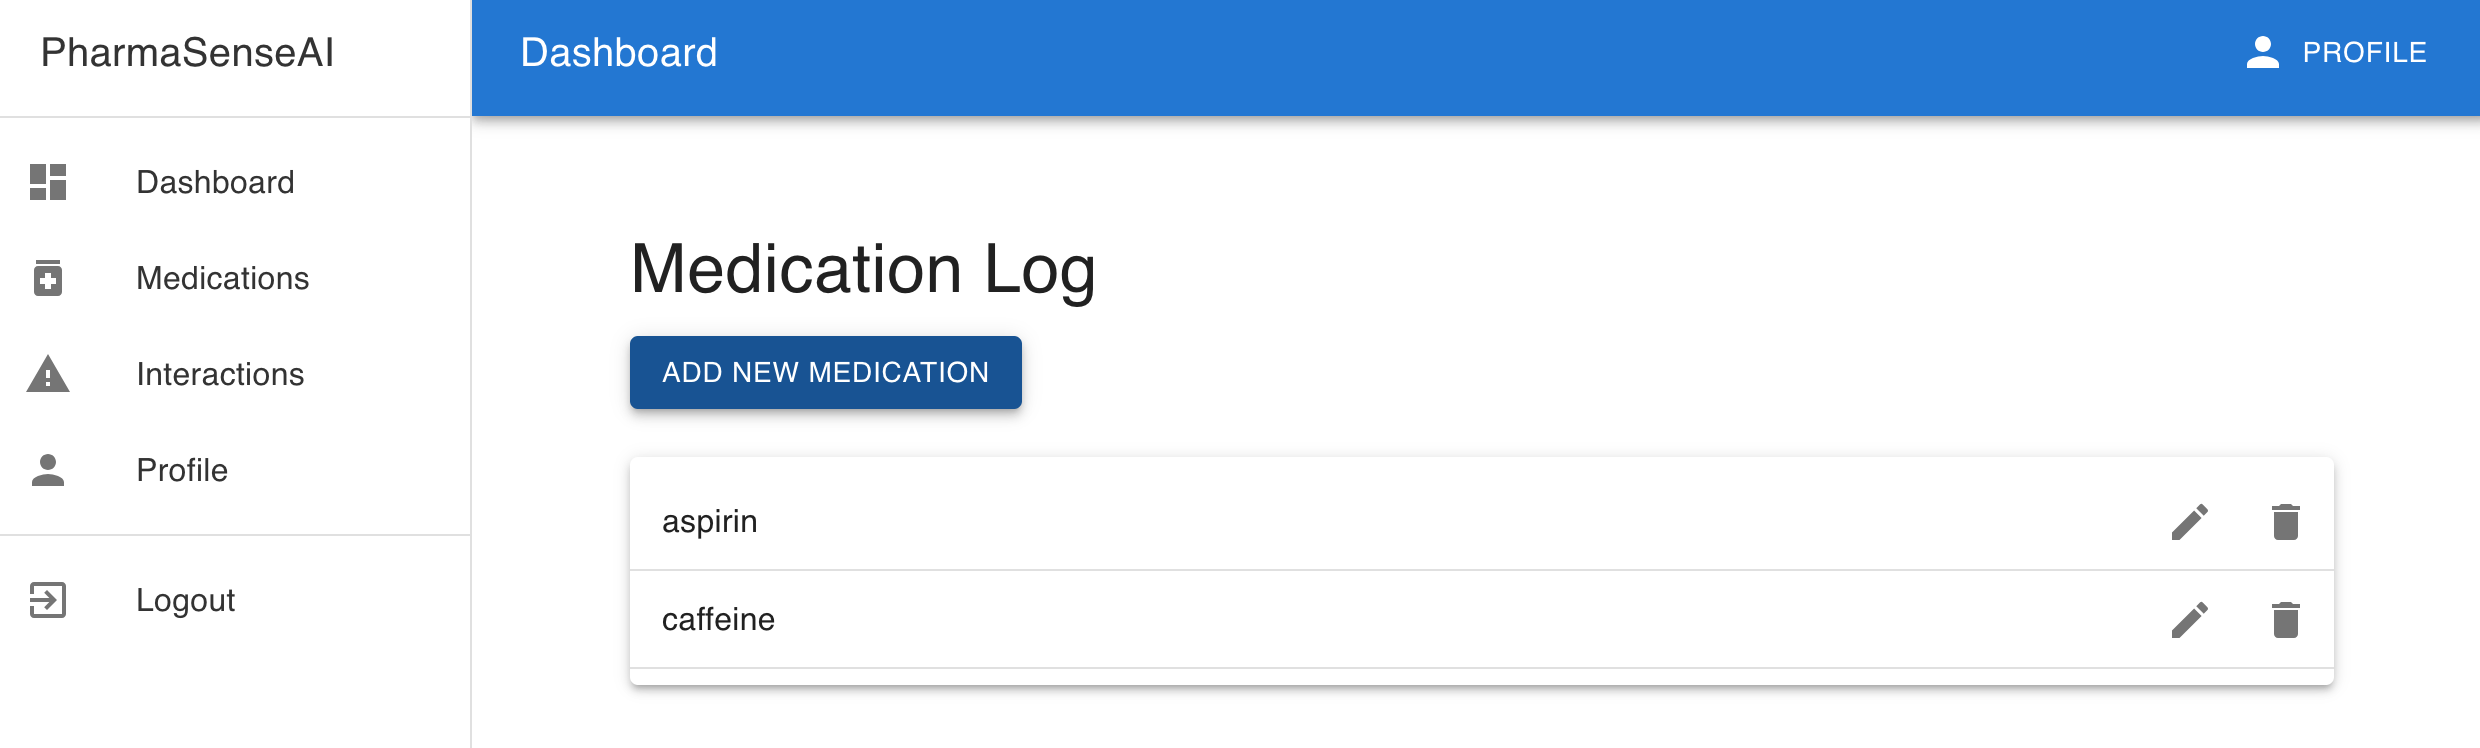 PharmaSenseAI
Dashboard
PROFILE
Dashboard
Medications
Interactions
Profile
Logout
Medication Log
ADD NEW MEDICATION
aspirin
caffeine